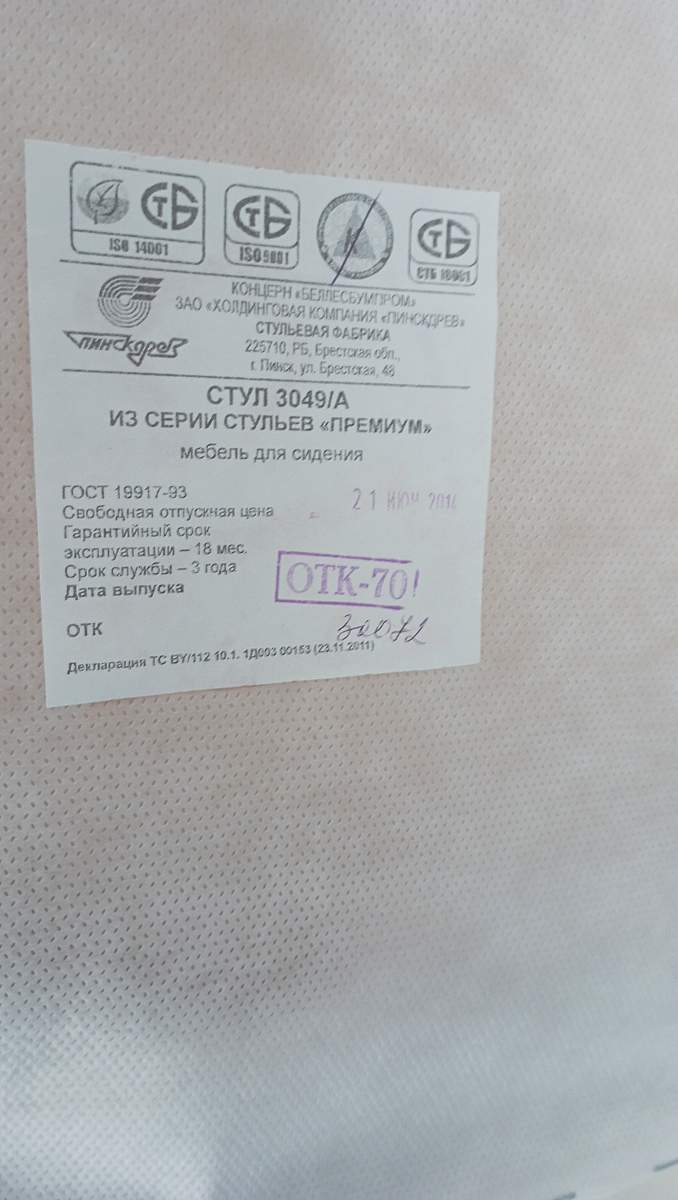 СТБ
ISO 14001
СТБ
ISO 9001
К
СТБ
СТБ 18001
ПИНСКДРЕВ
КОНЦЕРН «БЕЛЛЕСБУМПРОМ»
ЗАО «ХОЛДИНГОВАЯ КОМПАНИЯ «ПИНСКДРЕВ»
СТУЛЬЕВАЯ ФАБРИКА
225710, РБ, Брестская обл.,
г. Пинск, ул. Брестская, 48
СТУЛ 3049/А
ИЗ СЕРИИ СТУЛЬЕВ «ПРЕМИУМ»
мебель для сидения
ГОСТ 19917-93
Свободная отпускная цена
Гарантийный срок
эксплуатации – 18 мес.
Срок службы – 3 года
Дата выпуска
21
ОТК-70
ОТК
Декларация ТС BY/112 10.1. 1Д003 00153 (23.11.2011)